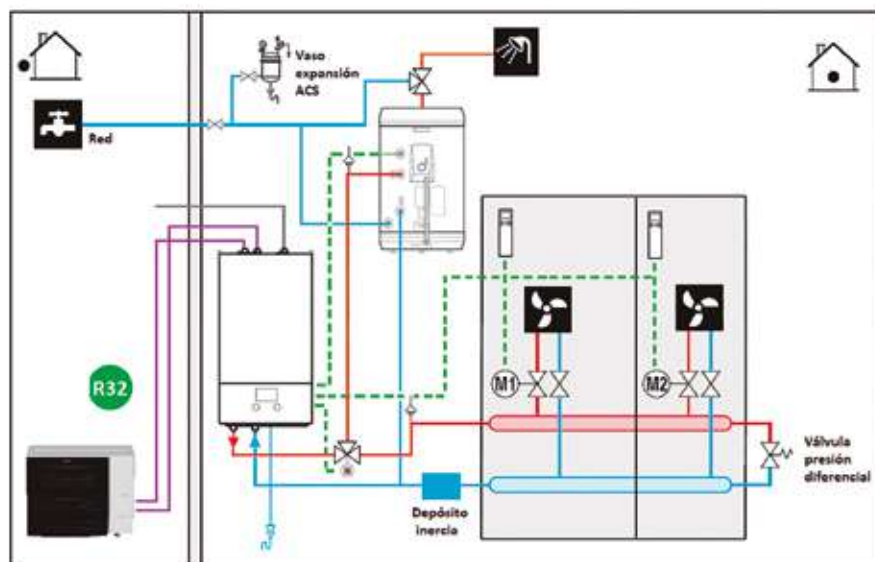 Vaso
expansión
ACS
Red
R32
M1
M2
Válvula
presión
diferencial
Depósito
inercia